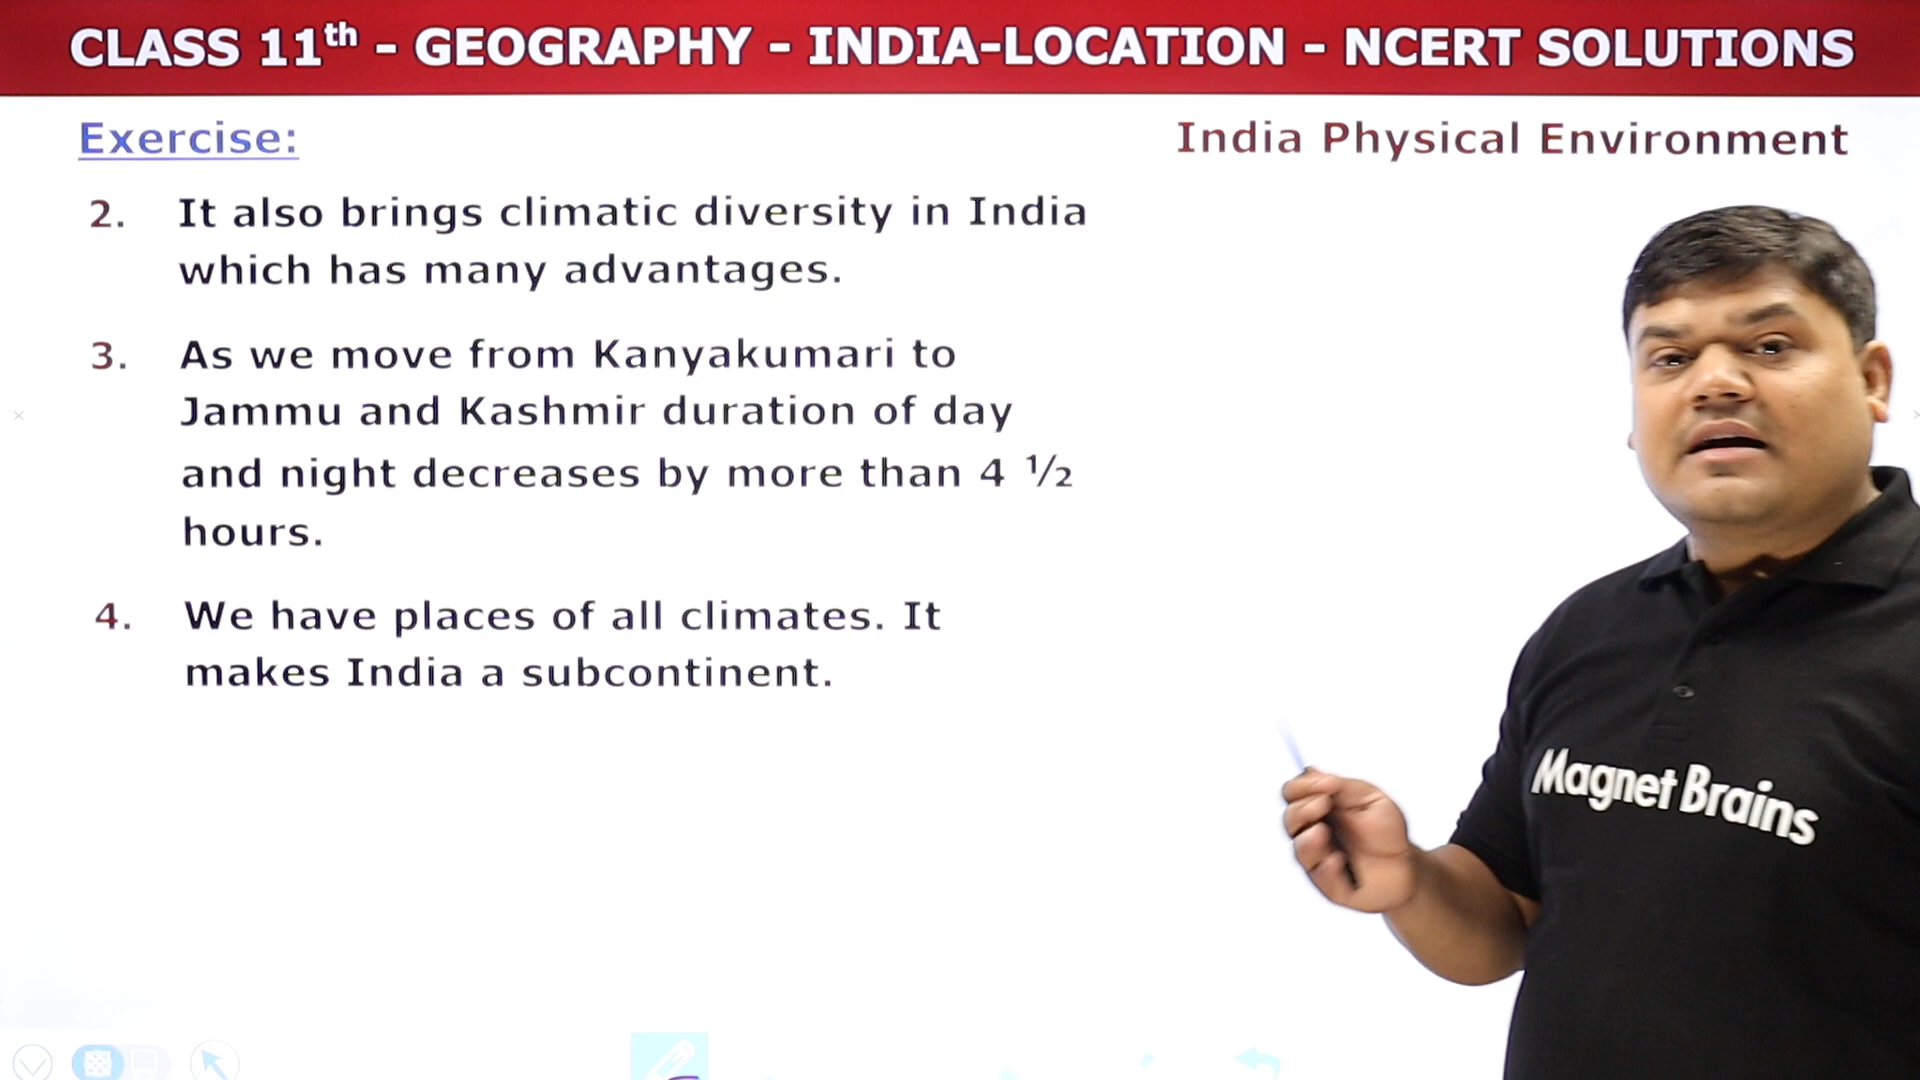 CLASS 11th - GEOGRAPHY - INDIA-LOCATION - NCERT SOLUTIONS
Exercise:
India Physical Environment
2. It also brings climatic diversity in India
which has many advantages.
3. As we move from Kanyakumari to
Jammu and Kashmir duration of day
and night decreases by more than 4 ½
hours.
4. We have places of all climates. It
makes India a subcontinent.
Magnet Brains